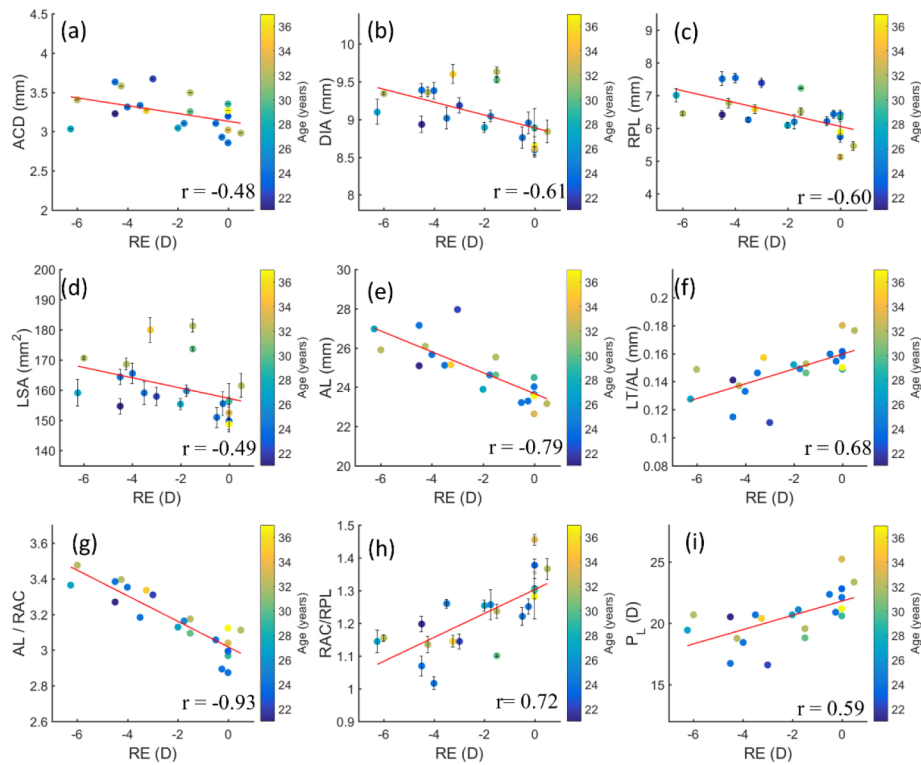 (a)
ACD (mm)
4
3.5
3
2.5
2
-6 -4 -2 0
RE (D)
r = -0.48
36
34
32
30
28
26
24
22
Age (years)
(b)
DIA (mm)
10
9.5
9
8.5
8
-6 -4 -2 0
RE (D)
r = -0.61
36
34
32
30
28
26
24
22
Age (years)
(c)
RPL (mm)
9
8
7
6
5
4
-6 -4 -2 0
RE (D)
r = -0.60
36
34
32
30
28
26
24
22
Age (years)
(d)
LSA (mm²)
200
190
180
170
160
150
140
-6 -4 -2 0
RE (D)
r = -0.49
36
34
32
30
28
26
24
22
Age (years)
(e)
AL (mm)
30
28
26
24
22
20
-6 -4 -2 0
RE (D)
r = -0.79
36
34
32
30
28
26
24
22
Age (years)
(f)
LT/AL (mm)
0.2
0.18
0.16
0.14
0.12
0.1
0.08
-6 -4 -2 0
RE (D)
r = 0.68
36
34
32
30
28
26
24
22
Age (years)
(g)
AL / RAC
3.6
3.4
3.2
3.0
2.8
2.6
-6 -4 -2 0
RE (D)
r = -0.93
36
34
32
30
28
26
24
22
Age (years)
(h)
RAC/RPL
1.5
1.4
1.3
1.2
1.1
1
0.9
-6 -4 -2 0
RE (D)
r= 0.72
36
34
32
30
28
26
24
22
Age (years)
(i)
P_L (D)
25
20
15
-6 -4 -2 0
RE (D)
r = 0.59
36
34
32
30
28
26
24
22
Age (years)